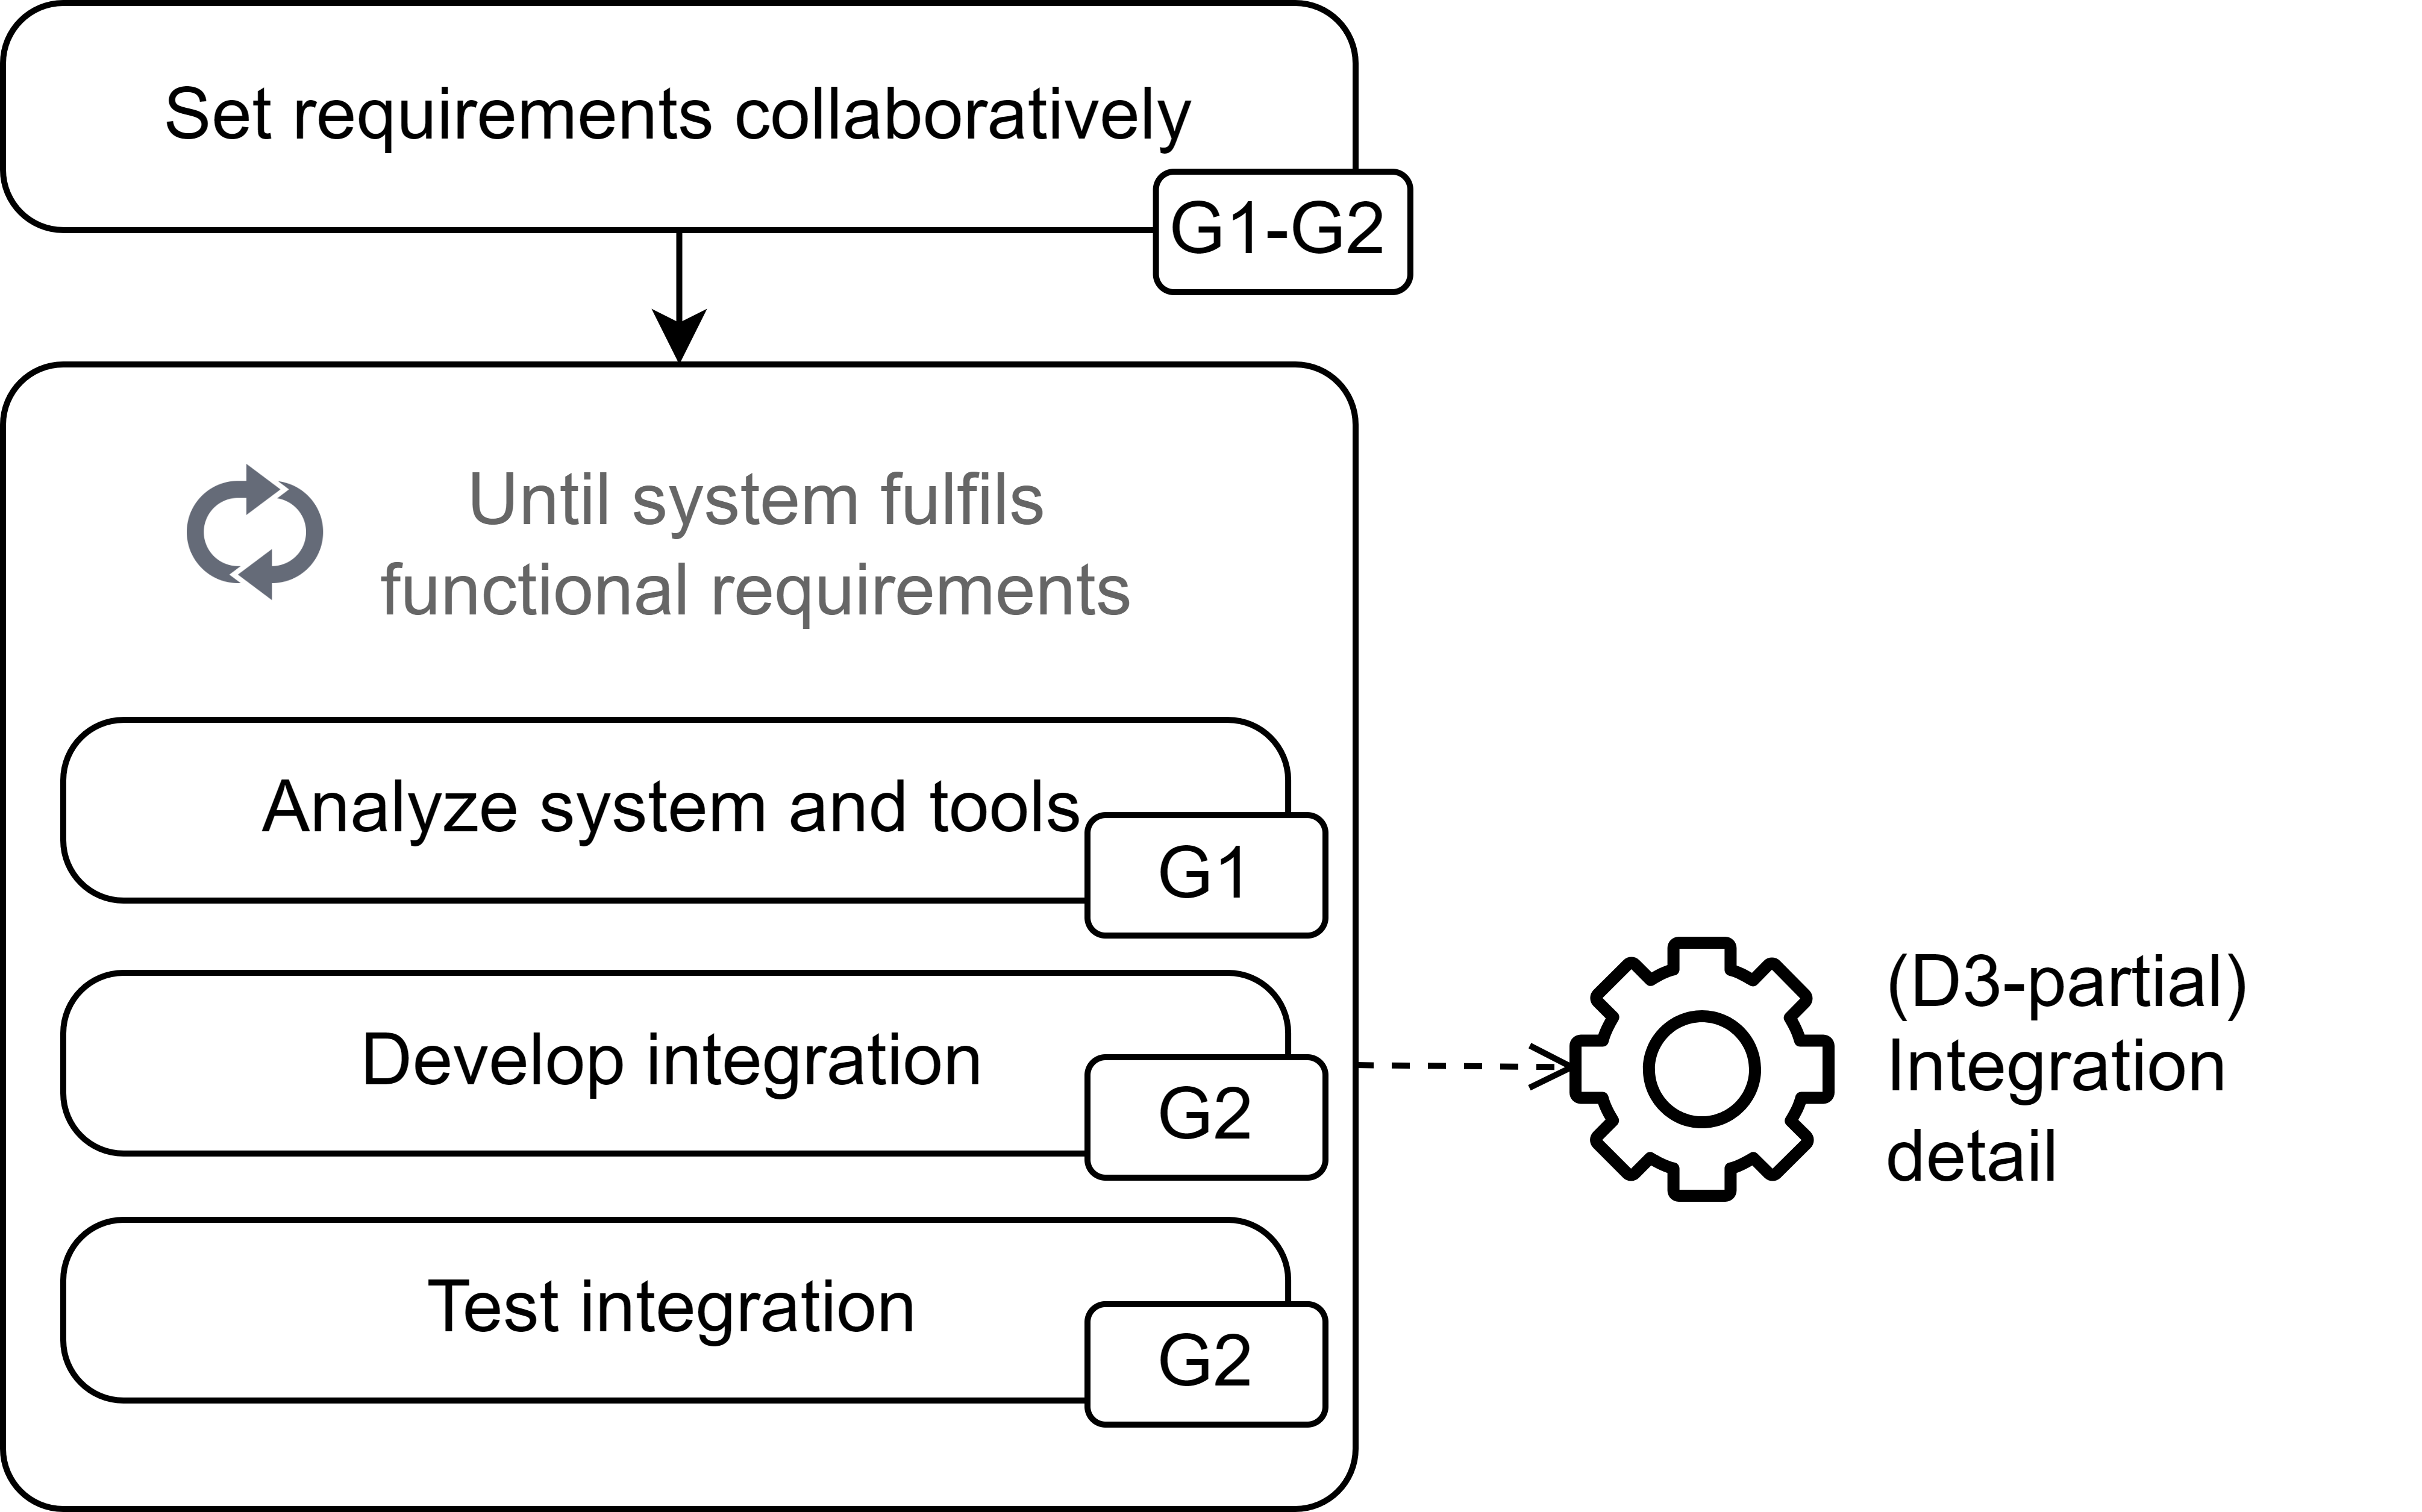 Set requirements collaboratively
G1-G2
Until system fulfils
functional requirements
Analyze system and tools
G1
Develop integration
G2
Test integration
G2
(D3-partial)
Integration
detail